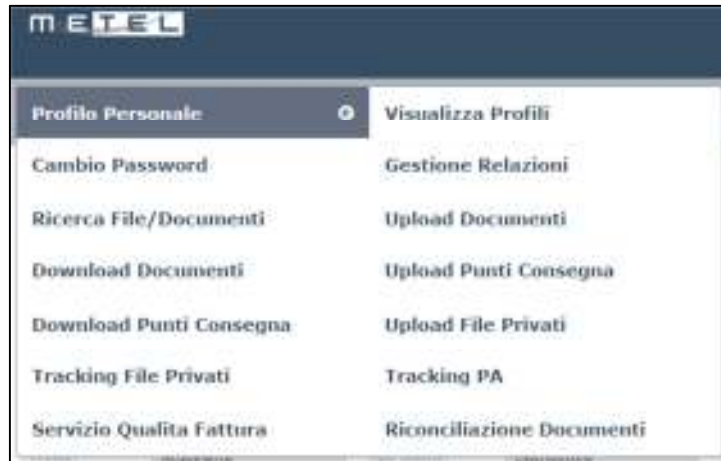 METEL
Profilo Personale
Visualizza Profili
Cambio Password
Gestione Relazioni
Ricerca File/Documenti
Upload Documenti
Download Documenti
Upload Punti Consegna
Download Punti Consegna
Upload File Privati
Tracking File Privati
Tracking PA
Servizio Qualita Fattura
Riconciliazione Documenti